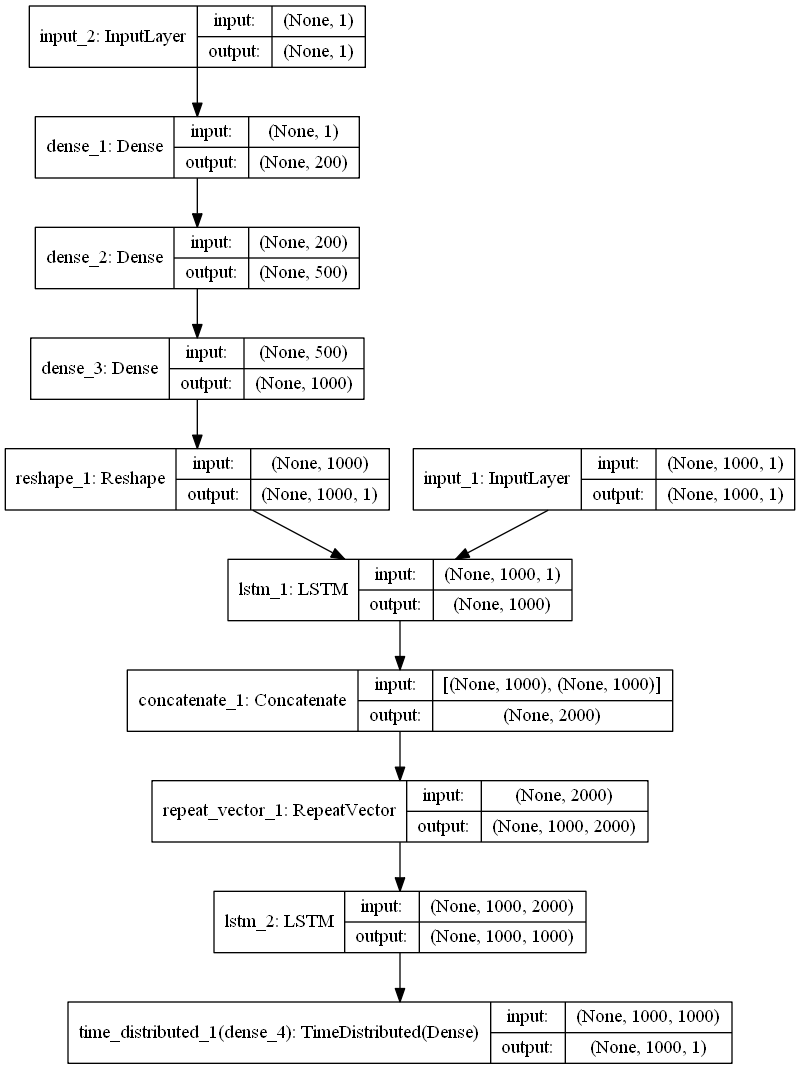 input_2: InputLayer
input: (None, 1)
output: (None, 1)
dense_1: Dense
input: (None, 1)
output: (None, 200)
dense_2: Dense
input: (None, 200)
output: (None, 500)
dense_3: Dense
input: (None, 500)
output: (None, 1000)
reshape_1: Reshape
input: (None, 1000)
output: (None, 1000, 1)
input_1: InputLayer
input: (None, 1000, 1)
output: (None, 1000, 1)
lstm_1: LSTM
input: (None, 1000, 1)
output: (None, 1000)
concatenate_1: Concatenate
input: [(None, 1000), (None, 1000)]
output: (None, 2000)
repeat_vector_1: RepeatVector
input: (None, 2000)
output: (None, 1000, 2000)
lstm_2: LSTM
input: (None, 1000, 2000)
output: (None, 1000, 1000)
time_distributed_1(dense_4): TimeDistributed(Dense)
input: (None, 1000, 1000)
output: (None, 1000, 1)